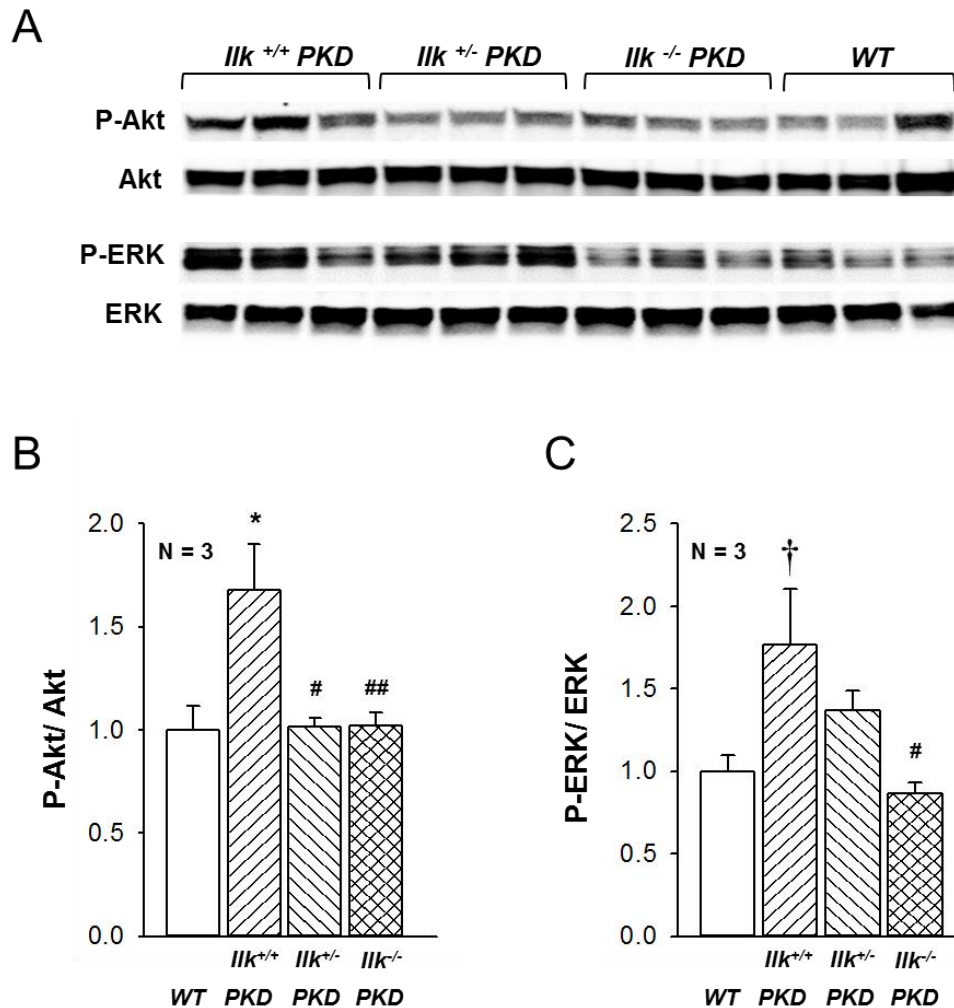 A
Ilk +/+ PKD Ilk +/- PKD Ilk -/- PKD WT
P-Akt
Akt
P-ERK
ERK
B
P-Akt/ Akt
2.0
1.5
1.0
0.5
0.0
N = 3
*
#
##
Ilk+/+ Ilk+/- Ilk-/-
WT PKD PKD PKD
C
P-ERK/ ERK
2.5
2.0
1.5
1.0
0.5
0.0
N = 3
†
#
Ilk+/+ Ilk+/- Ilk-/-
WT PKD PKD PKD